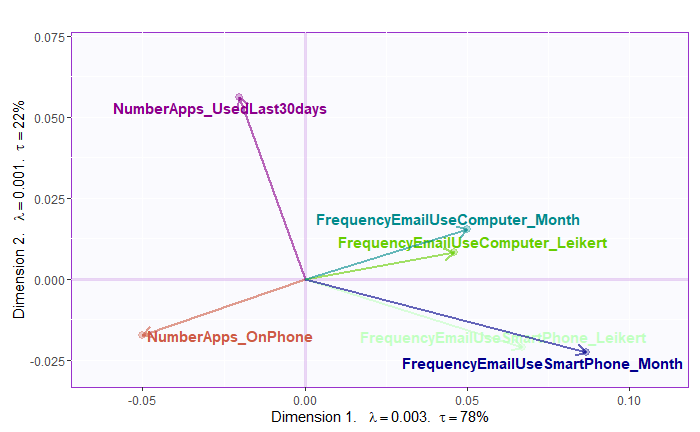 0.075
NumberApps_UsedLast30days
0.050
0.025
FrequencyEmailUseComputer_Month
FrequencyEmailUseComputer_Leikert
0.000
NumberApps_OnPhone
FrequencyEmailUseSmartPhone_Leikert
-0.025
FrequencyEmailUseSmartPhone_Month
-0.05
0.00
0.05
0.10
Dimension 1. λ = 0.003. τ = 78%
Dimension 2. λ = 0.001. τ = 22%